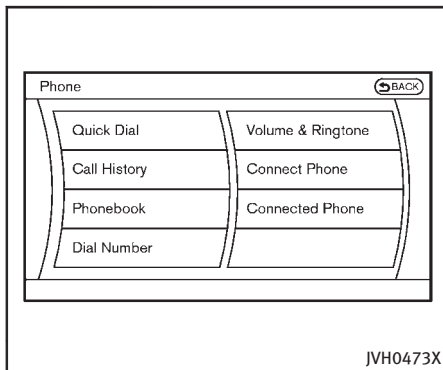 Phone
BACK
Quick Dial
Volume & Ringtone
Call History
Connect Phone
Phonebook
Connected Phone
Dial Number
JVH0473X